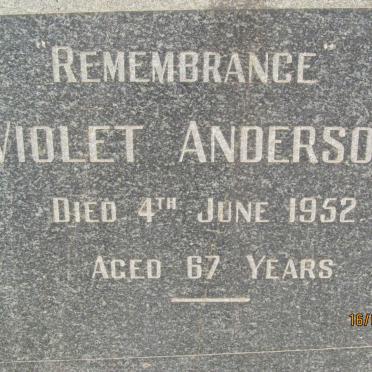 "REMEMBRANCE"
VIOLET ANDERSO
DIED 4TH JUNE 1952
AGED 67 YEARS
16/